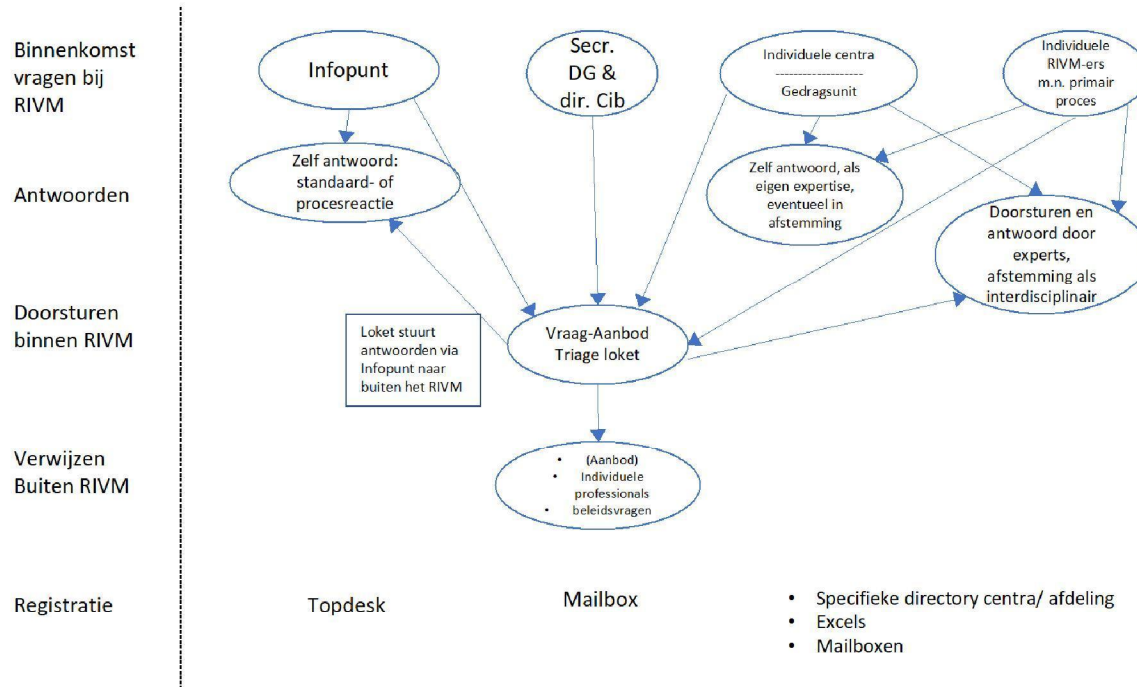 Binnenkomst
vragen bij
RIVM
Infopunt
Secr.
DG &
dir. Cib
Individuele centra
-------------------
Gedragsunit
Individuele
RIVM-ers
m.n. primair
proces
Antwoorden
Zelf antwoord:
standaard- of
procesreactie
Zelf antwoord, als
eigen expertise,
eventueel in
afstemming
Doorsturen en
antwoord door
experts,
afstemming als
interdisciplinair
Doorsturen
binnen RIVM
Loket stuurt
antwoorden via
Infopunt naar
buiten het RIVM
Vraag-Aanbod
Triage loket
Verwijzen
Buiten RIVM
• (Aanbod)
• Individuele
professionals
• beleidsvragen
Registratie
Topdesk
Mailbox
• Specifieke directory centra/ afdeling
• Excels
• Mailboxen